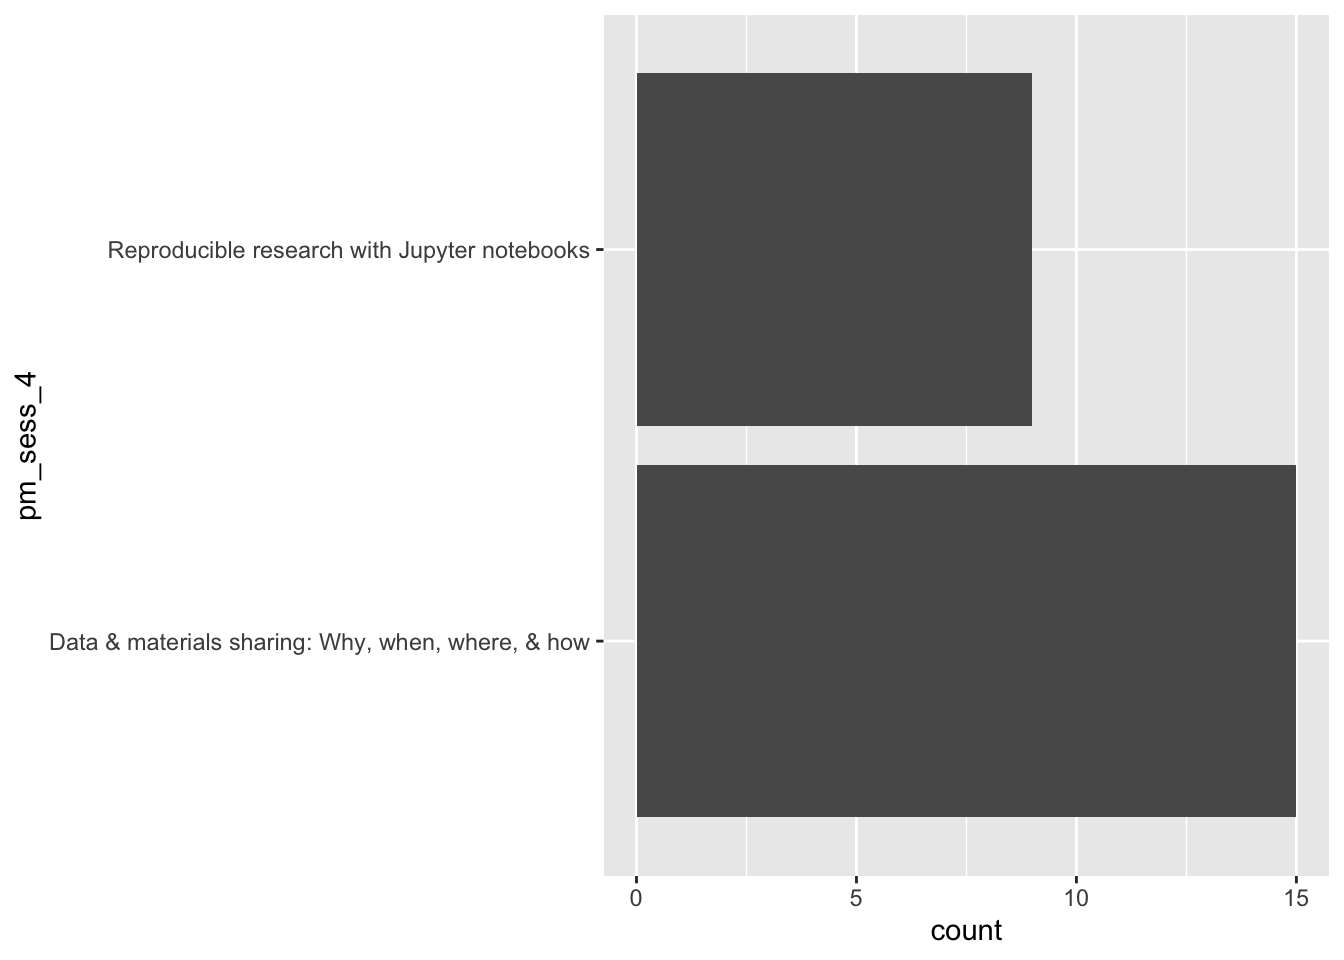 Reproducible research with Jupyter notebooks
pm_sess_4
Data & materials sharing: Why, when, where, & how
0 5 10 15
count